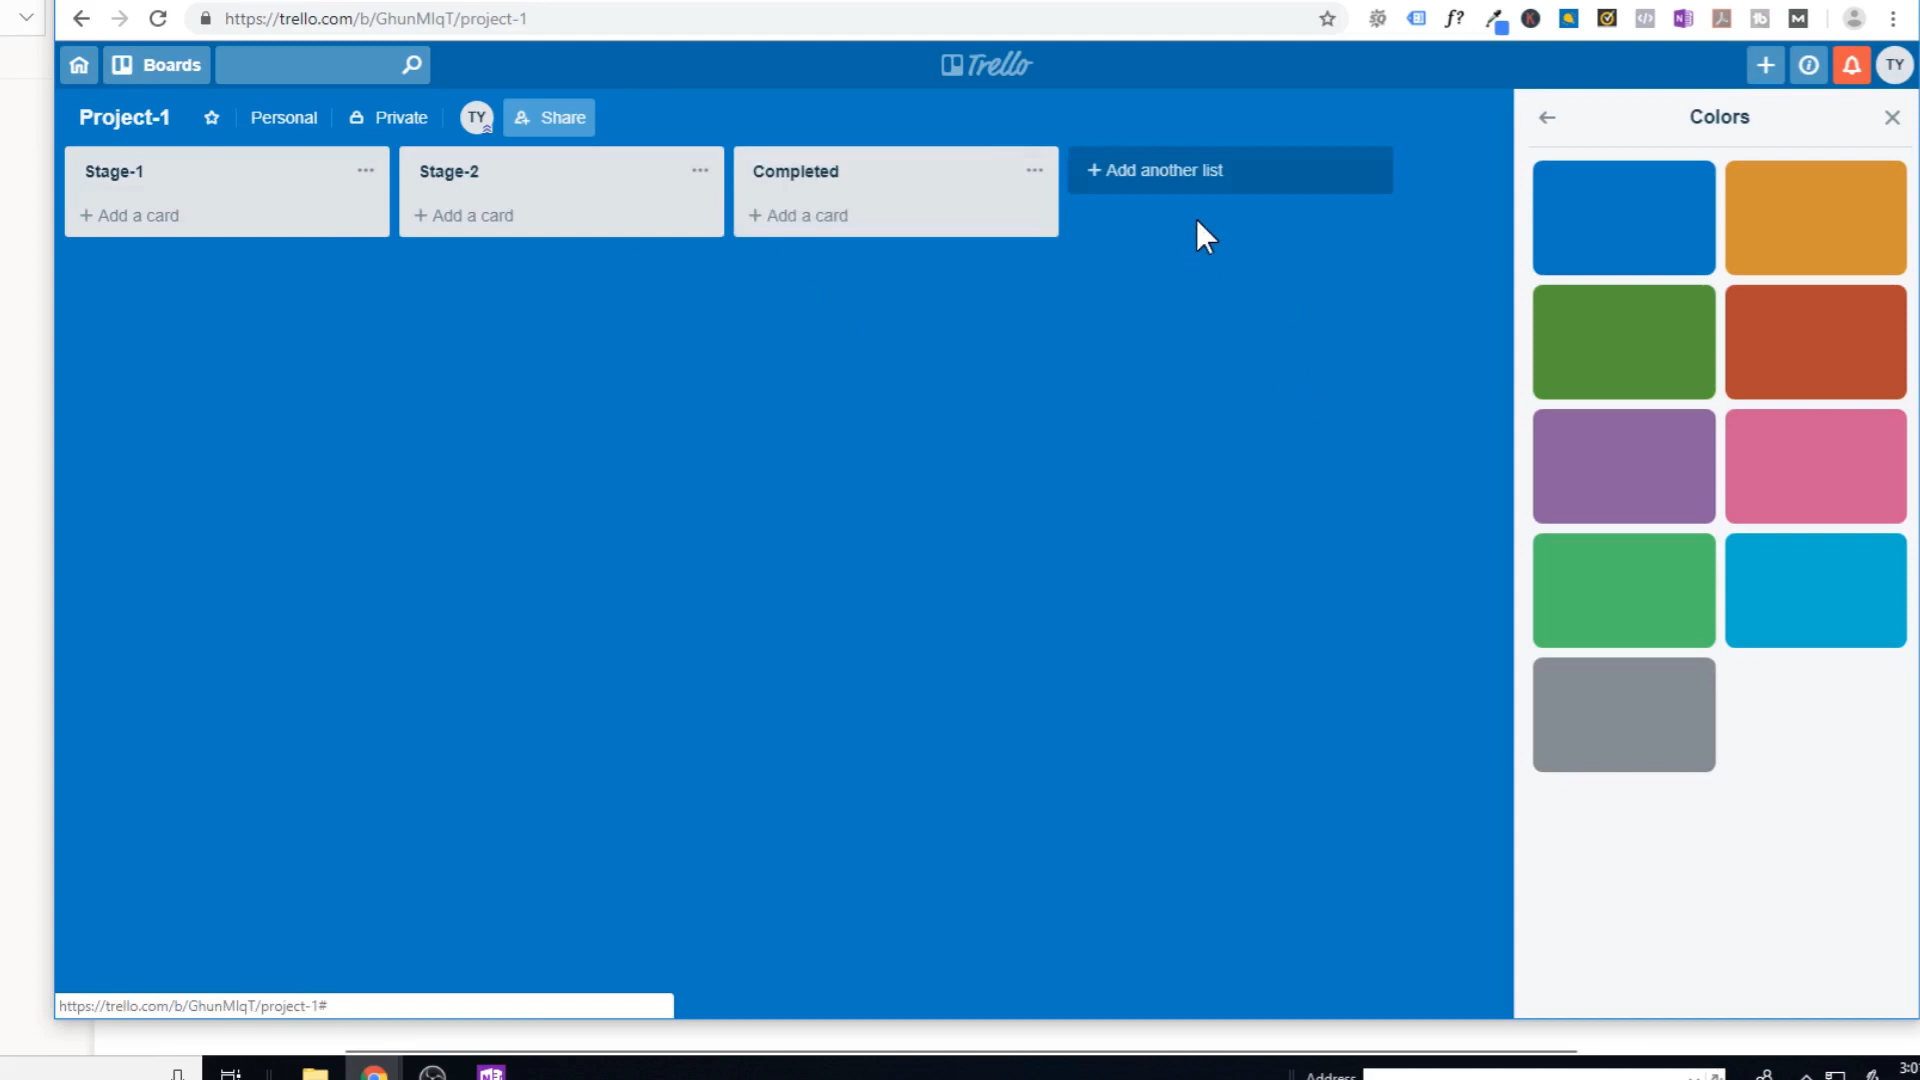 https://trello.com/b/GhunMlqT/project-1
f?
Boards
Trello
TY
Project-1
Personal
Private
TY
Share
Colors
Stage-1
Stage-2
Completed
+ Add another list
+ Add a card
+ Add a card
+ Add a card
https://trello.com/b/GhunMlqT/project-1#
Address